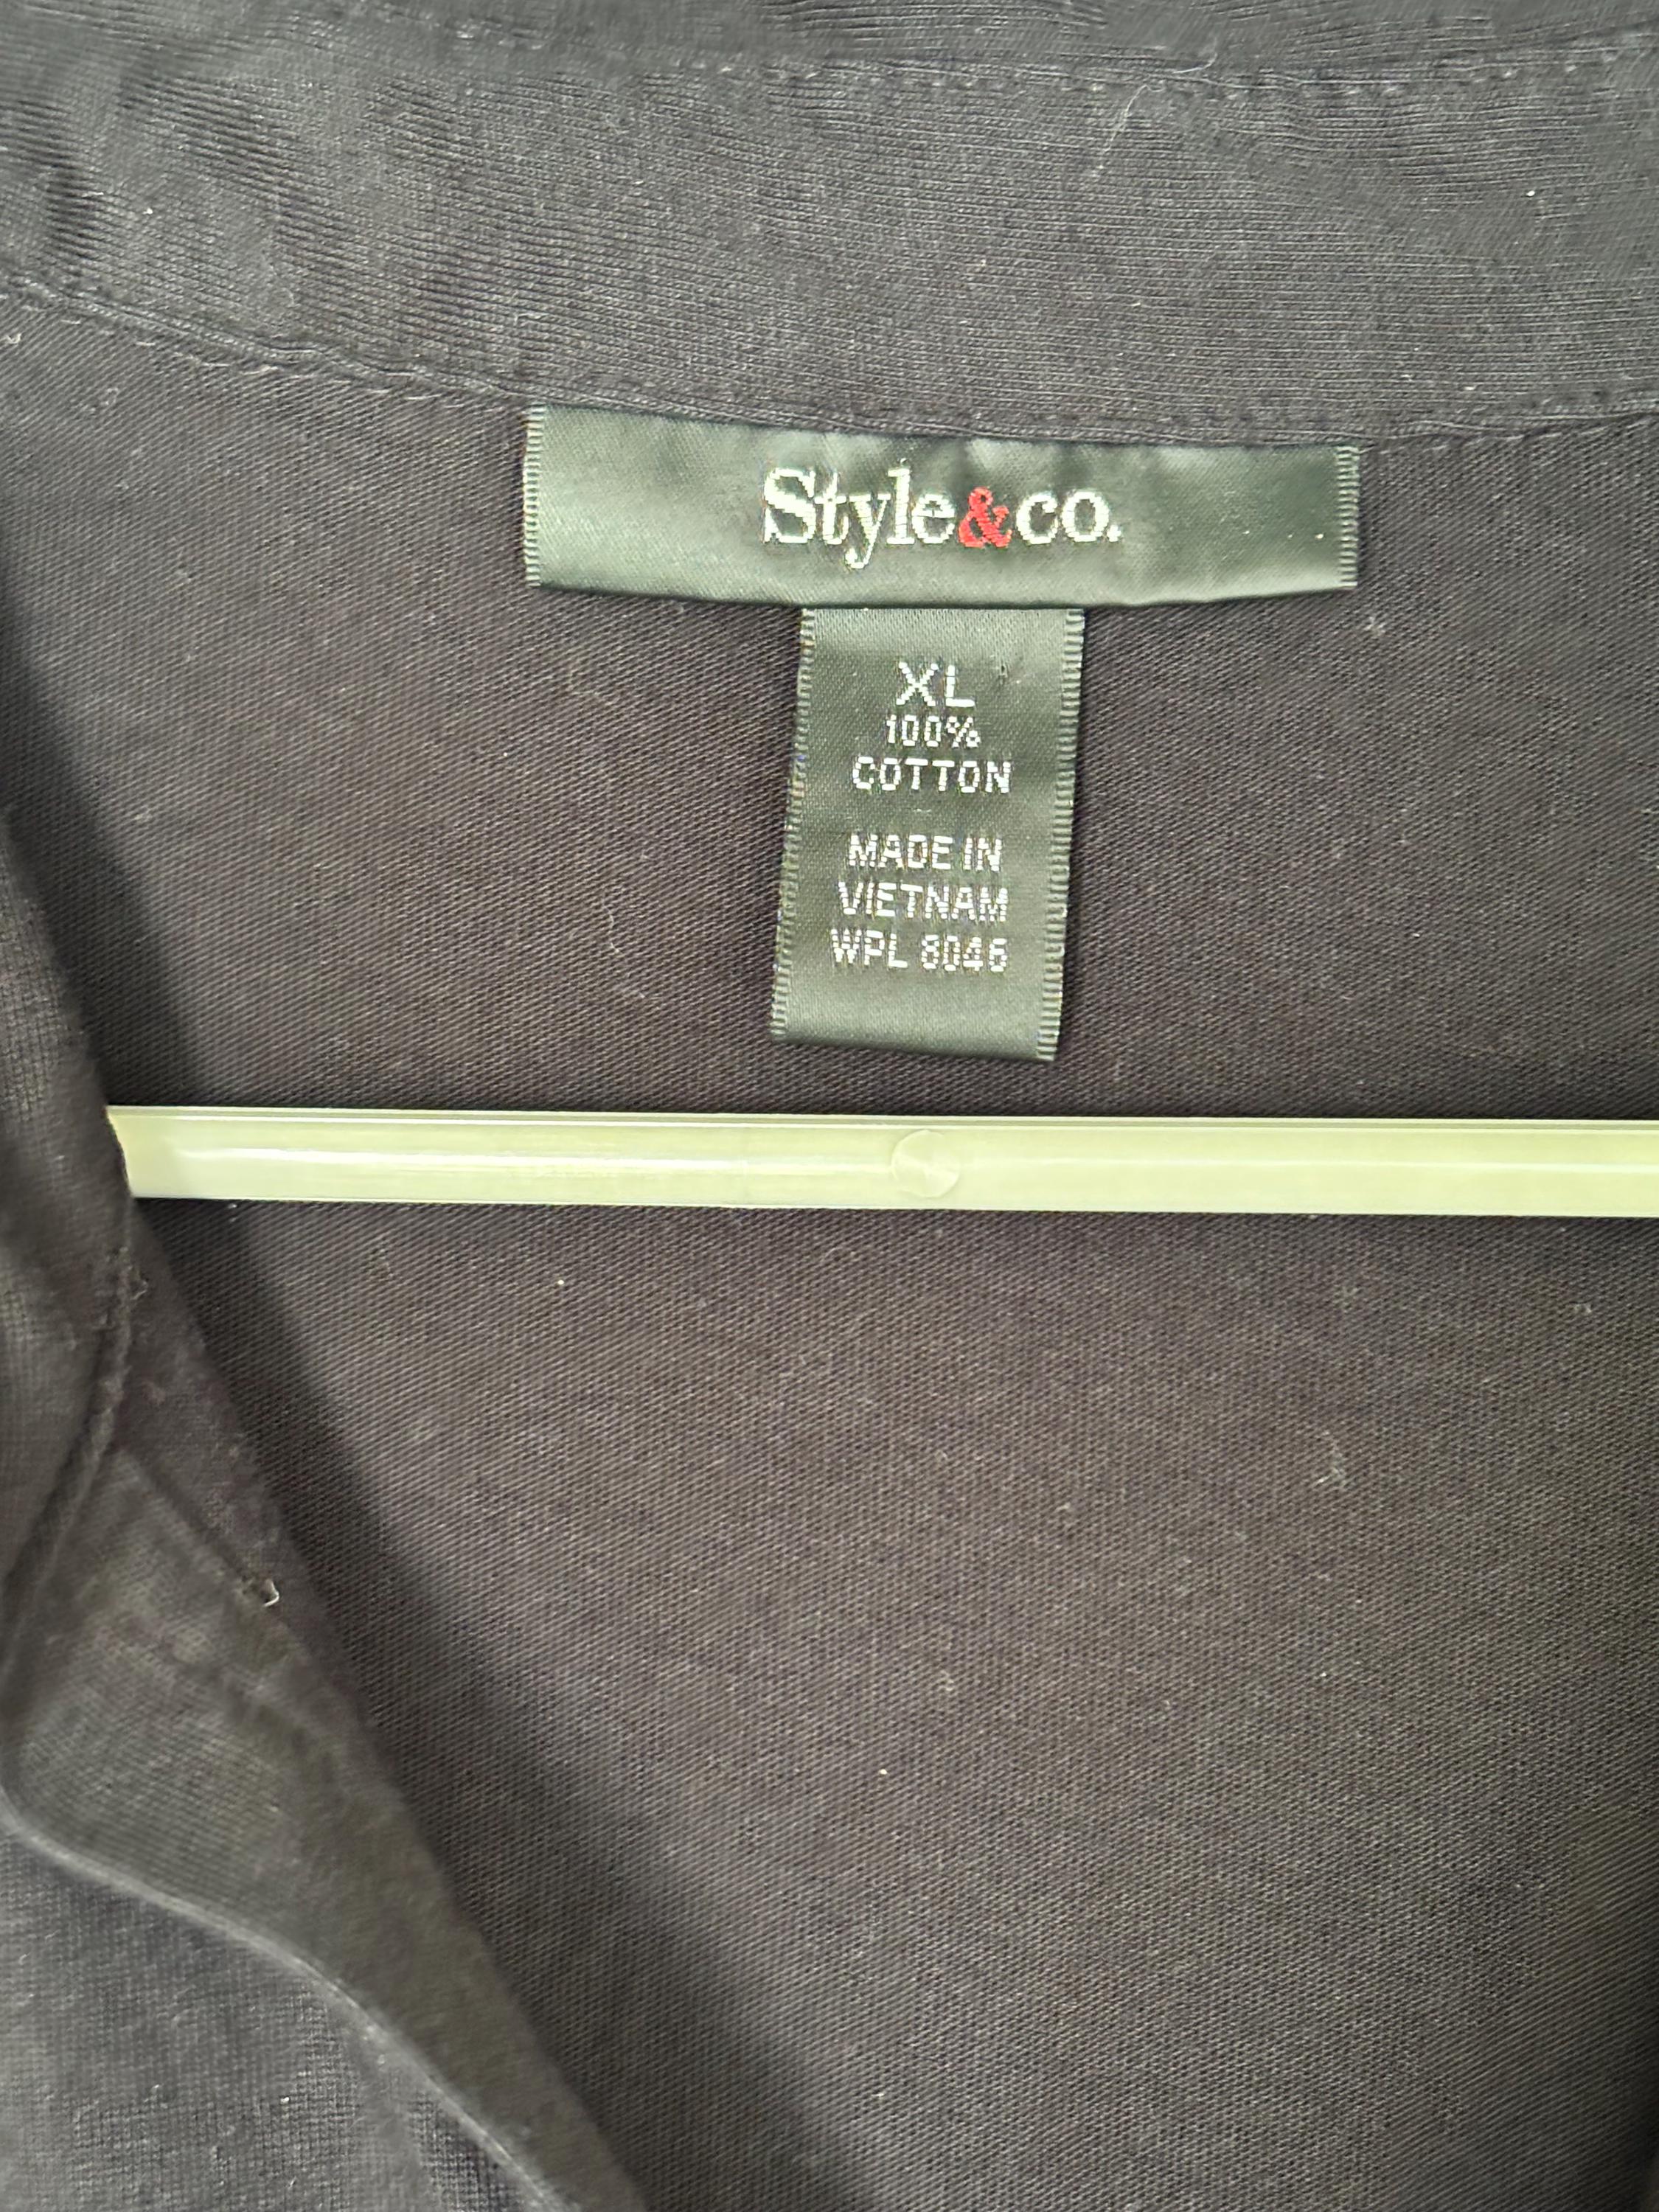 Style&co.
XL
100%
COTTON
MADE IN
VIETNAM
WPL 8046